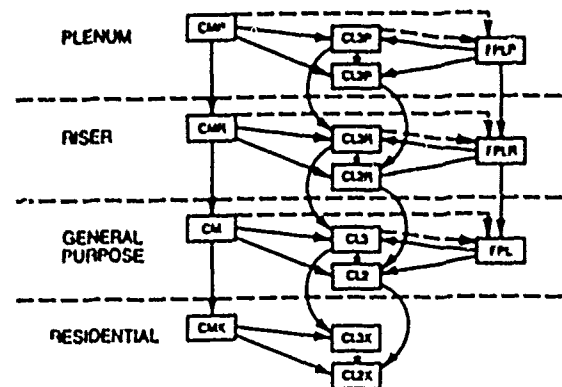 PLENUM
CMP
CL3P
FPLP
CL3P
RISER
CMR
CL3R
FPLR
CL2R
GENERAL
PURPOSE
CM
CL3
FPL
CL2
RESIDENTIAL
CMX
CL3X
CL2X